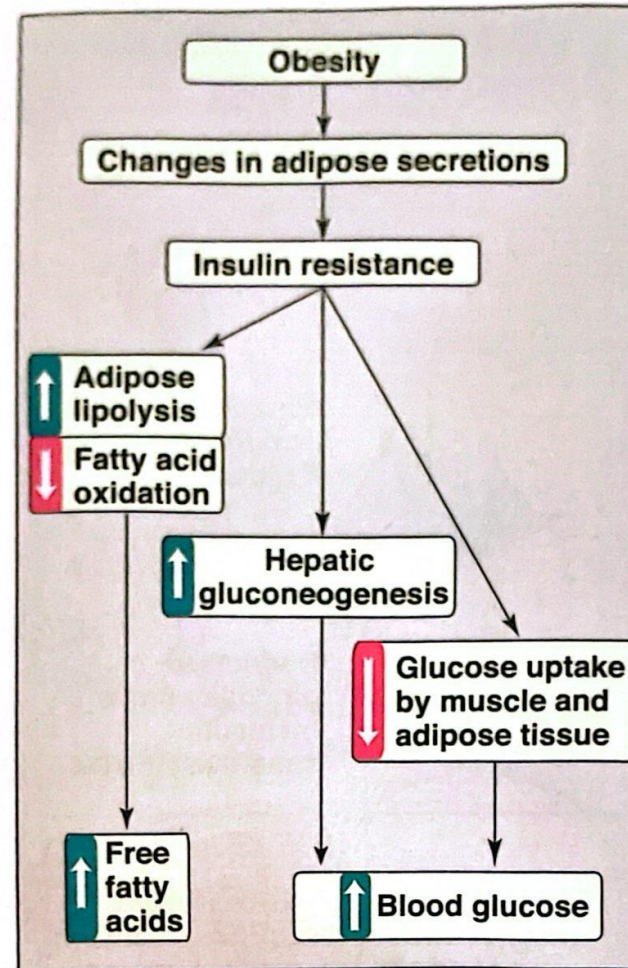 Obesity
Changes in adipose secretions
Insulin resistance
Adipose
lipolysis
Fatty acid
oxidation
Hepatic
gluconeogenesis
Glucose uptake
by muscle and
adipose tissue
Free
fatty
acids
Blood glucose